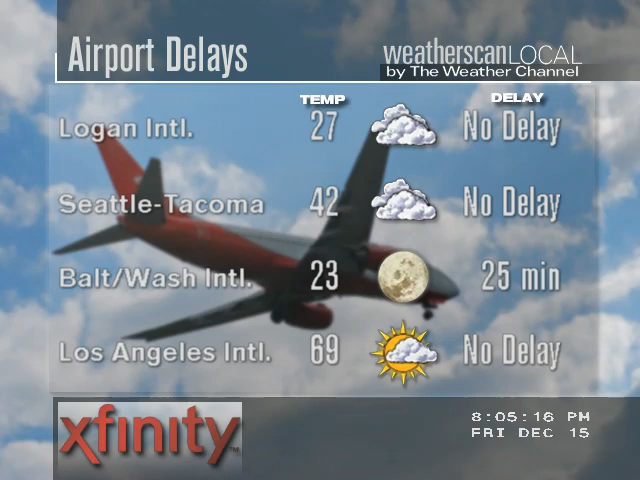 Airport Delays
weatherscanLOCAL
by The Weather Channel
TEMP DELAY
Logan Intl. 27 No Delay
Seattle-Tacoma 42 No Delay
Balt/Wash Intl. 23 25 min
Los Angeles Intl. 69 No Delay
xfinity™
8:05:16 PM
FRI DEC 15